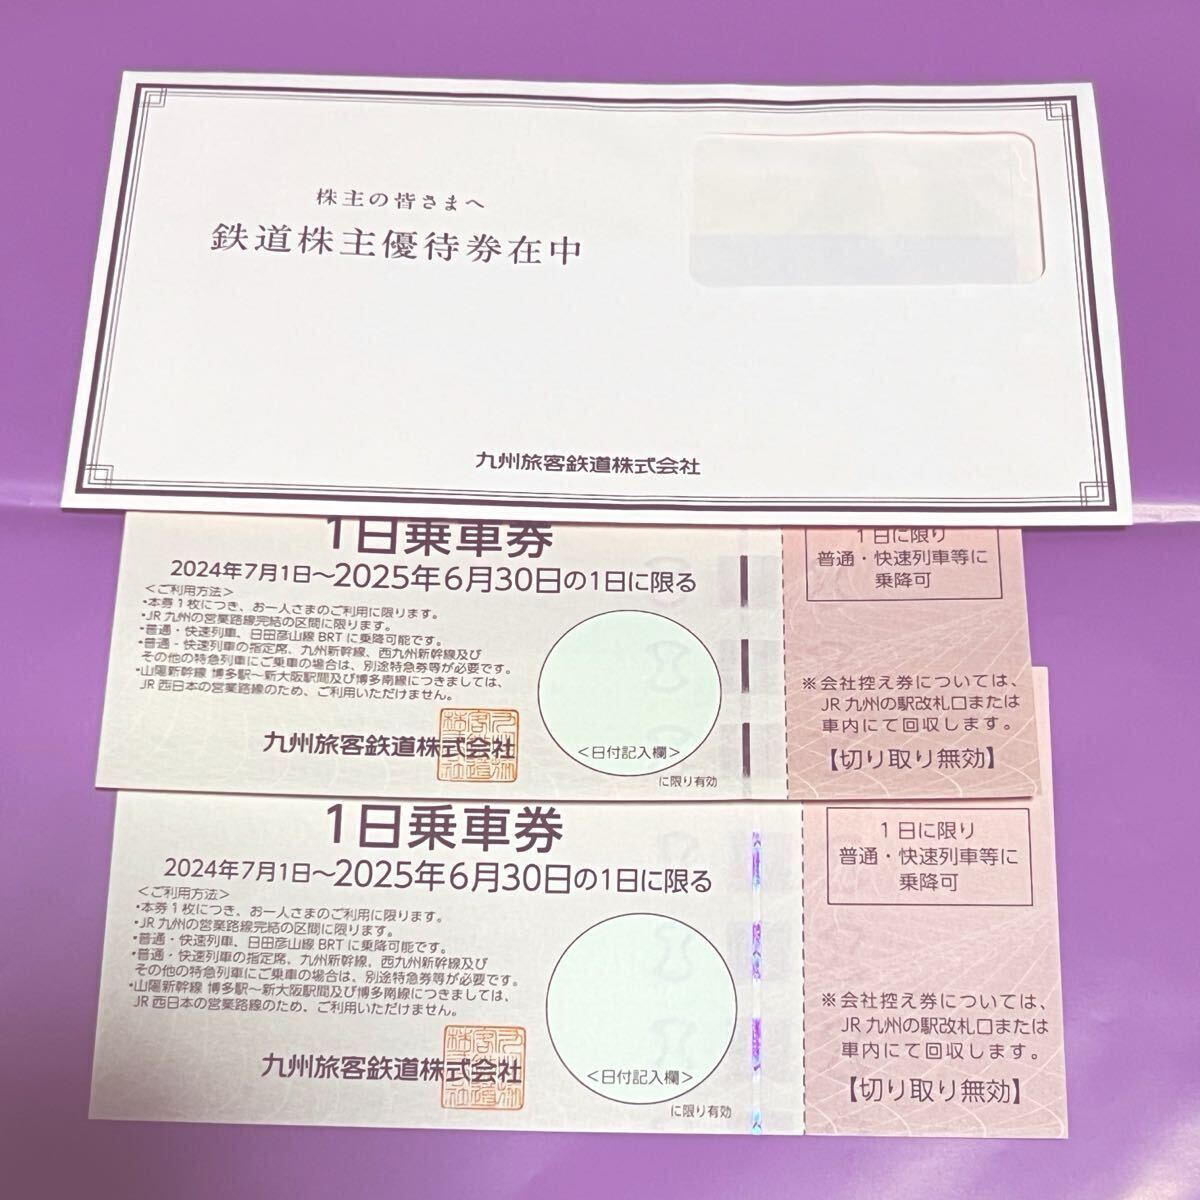 株主の皆さまへ
鉄道株主優待券在中
九州旅客鉄道株式会社
1日乗車券
2024年7月1日～2025年6月30日の1日に限る
＜ご利用方法＞
・本券1枚につき、お一人さまのご利用に限ります。
・JR九州の営業路線完結の区間に限ります。
・普通・快速列車、日田彦山線BRTに乗降可能です。
・普通・快速列車の指定席、九州新幹線、西九州新幹線及び
その他の特急列車にご乗車の場合は、別途特急券等が必要です。
・山陽新幹線 博多駅～新大阪駅間及び博多南線につきましては、
JR西日本の営業路線のため、ご利用いただけません。
九州旅客鉄道株式会社
＜日付記入欄＞
に限り有効
1日に限り
普通・快速列車等に
乗降可
※会社控え券については、
JR九州の駅改札口または
車内にて回収します。
【切り取り無効】
1日乗車券
2024年7月1日～2025年6月30日の1日に限る
＜ご利用方法＞
・本券1枚につき、お一人さまのご利用に限ります。
・JR九州の営業路線完結の区間に限ります。
・普通・快速列車、日田彦山線BRTに乗降可能です。
・普通・快速列車の指定席、九州新幹線、西九州新幹線及び
その他の特急列車にご乗車の場合は、別途特急券等が必要です。
・山陽新幹線 博多駅～新大阪駅間及び博多南線につきましては、
JR西日本の営業路線のため、ご利用いただけません。
九州旅客鉄道株式会社
＜日付記入欄＞
に限り有効
1日に限り
普通・快速列車等に
乗降可
※会社控え券については、
JR九州の駅改札口または
車内にて回収します。
【切り取り無効】